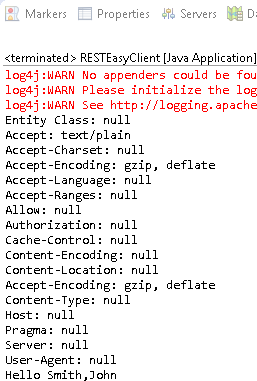 Markers Properties Servers
<terminated> RESTEasyClient [Java Application]
log4j:WARN No appenders could be fou
log4j:WARN Please initialize the log
log4j:WARN See http://logging.apache
Entity Class: null
Accept: text/plain
Accept-Charset: null
Accept-Encoding: gzip, deflate
Accept-Language: null
Accept-Ranges: null
Allow: null
Authorization: null
Cache-Control: null
Content-Encoding: null
Content-Location: null
Accept-Encoding: gzip, deflate
Content-Type: null
Host: null
Pragma: null
Server: null
User-Agent: null
Hello Smith,John